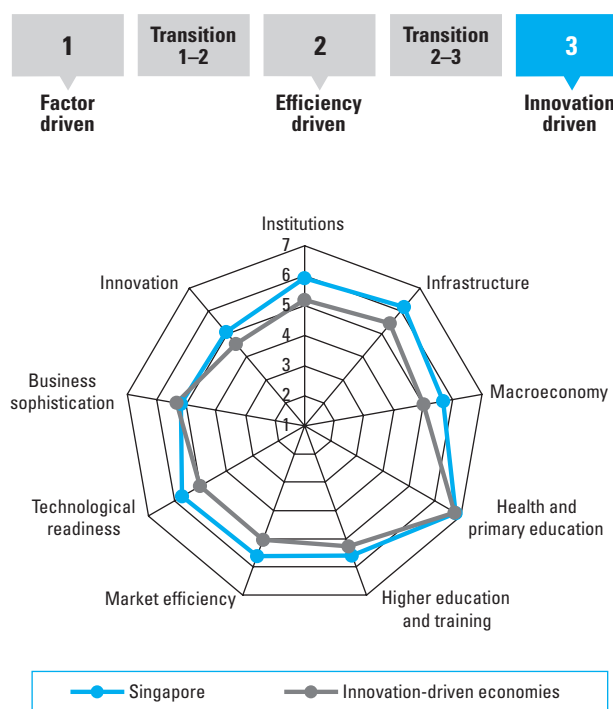 1
Transition
1–2
2
Transition
2–3
3
Factor
driven
Efficiency
driven
Innovation
driven
Institutions
7
6
5
4
3
2
1
Infrastructure
Macroeconomy
Health and
primary education
Higher education
and training
Market efficiency
Technological
readiness
Business
sophistication
Innovation
Singapore
Innovation-driven economies